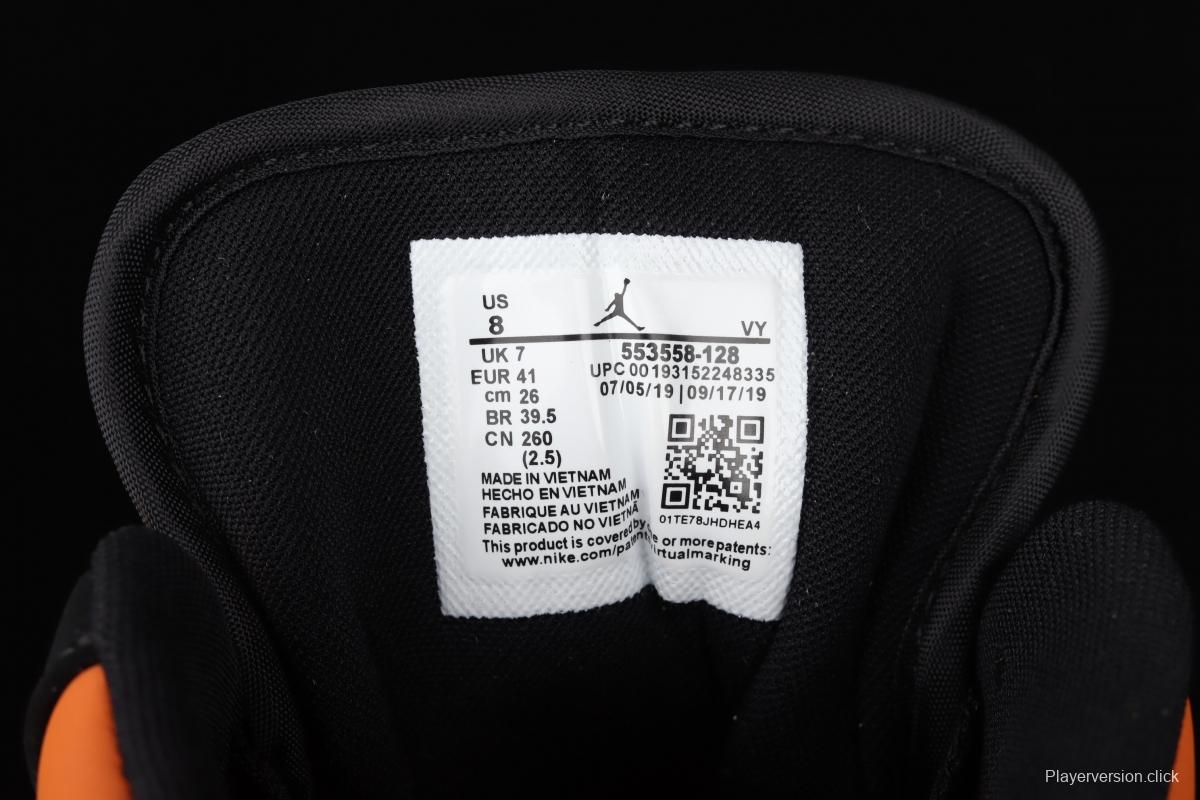 US
8
VY
UK 7
EUR 41
cm 26
BR 39.5
CN 260
(2.5)
553558-128
UPC 00193152248335
07/05/19 | 09/17/19
01TE78JHDHEA4
MADE IN VIETNAM
HECHO EN VIETNAM
FABRIQUE AU VIETNAM
FABRICADO NO VIETNÃ
This product is covered by or more patents:
www.nike.com/
Playerversion.click